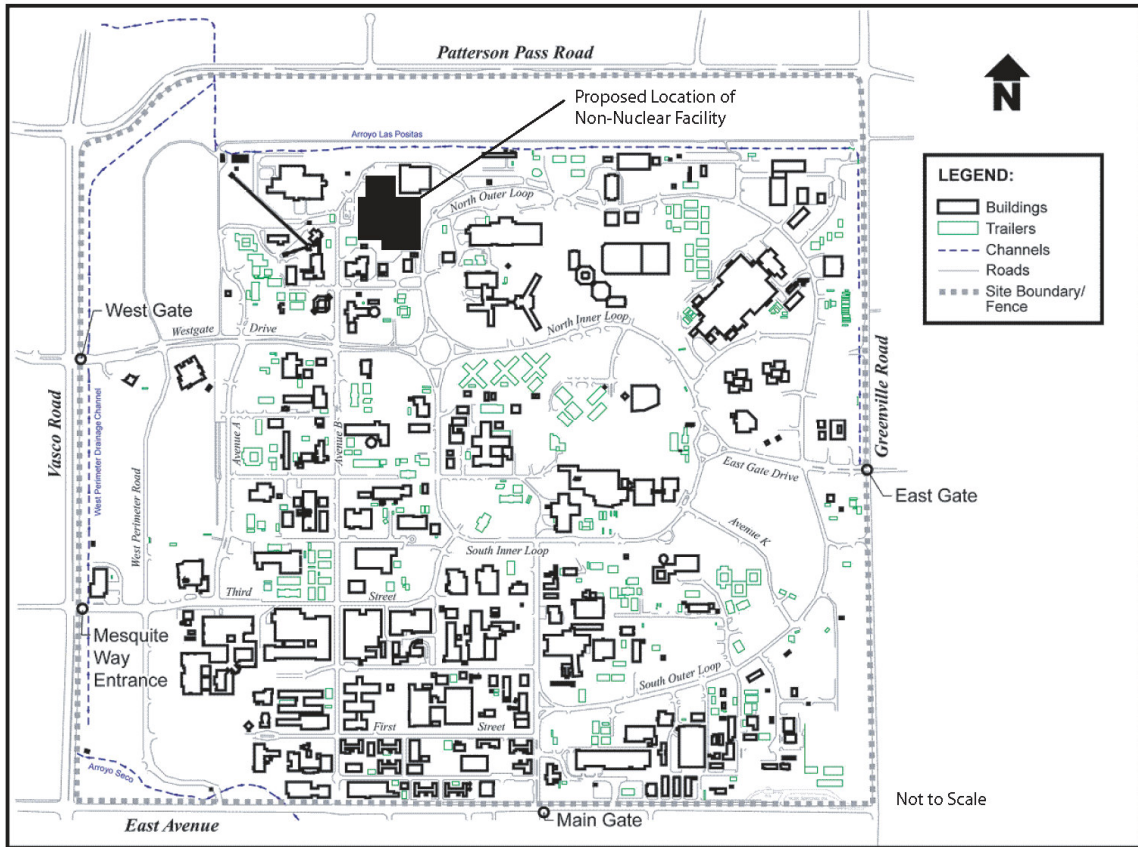 Patterson Pass Road
N
Proposed Location of
Non-Nuclear Facility
Arroyo Las Positas
LEGEND:
Buildings
Trailers
Channels
Roads
Site Boundary/
Fence
North Outer Loop
West Gate
Westgate Drive
North Inner Loop
Vasco Road
West Perimeter Drainage Channel
Greenville Road
Avenue A
Avenue B
East Gate Drive
East Gate
West Perimeter Road
Avenue K
South Inner Loop
Third Street
Mesquite
Way
Entrance
South Outer Loop
First Street
Arroyo Seco
Not to Scale
East Avenue
Main Gate